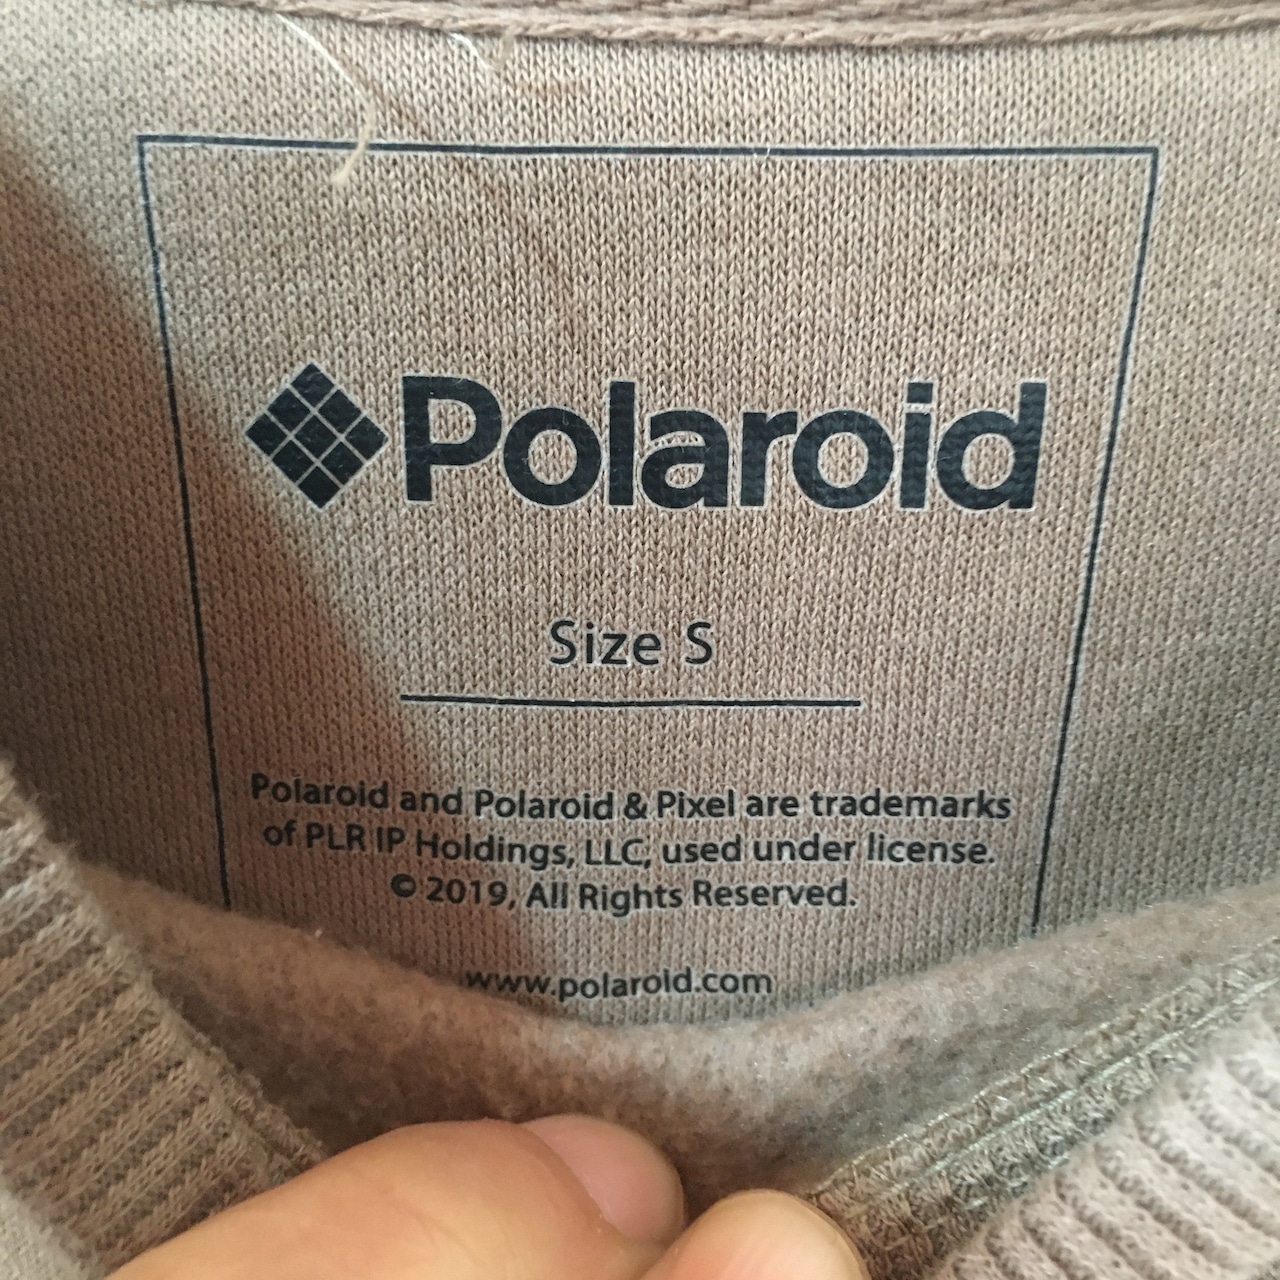 Polaroid
Size S
Polaroid and Polaroid & Pixel are trademarks
of PLR IP Holdings, LLC, used under license.
© 2019, All Rights Reserved.
www.polaroid.com